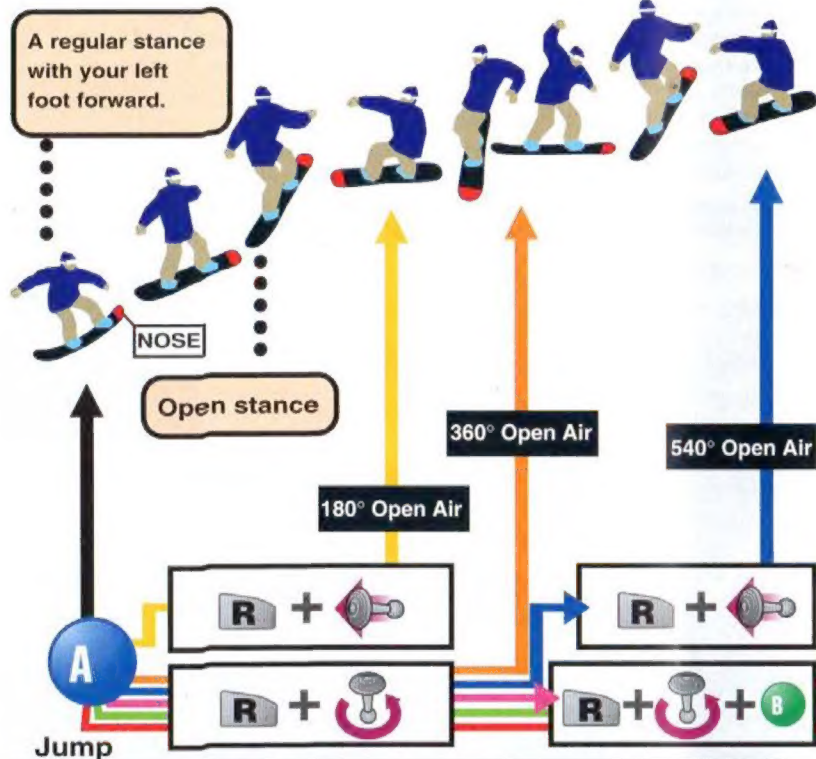 A regular stance
with your left
foot forward.
NOSE
Open stance
360° Open Air
540° Open Air
180° Open Air
R +
R +
A
R +
R + + B
Jump